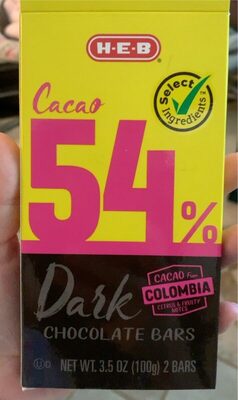 H-E-B
Select
Ingredients™
Cacao
54%
Dark
CHOCOLATE BARS
CACAO From
COLOMBIA
CITRUS & FRUITY
NOTES
U D
NET WT. 3.5 OZ (100g) 2 BARS